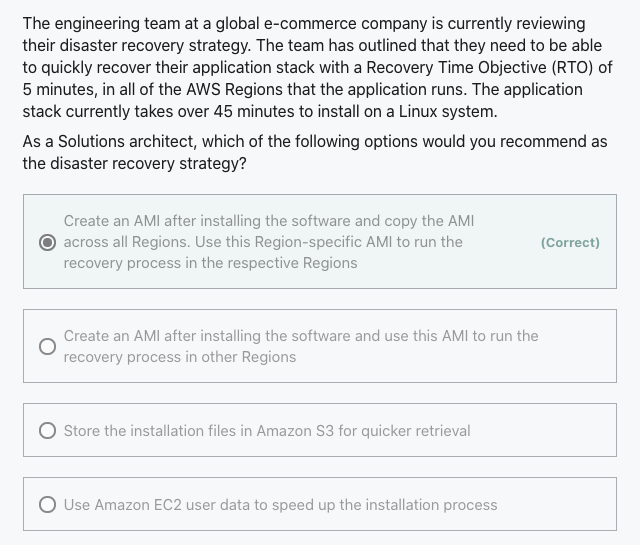 The engineering team at a global e-commerce company is currently reviewing
their disaster recovery strategy. The team has outlined that they need to be able
to quickly recover their application stack with a Recovery Time Objective (RTO) of
5 minutes, in all of the AWS Regions that the application runs. The application
stack currently takes over 45 minutes to install on a Linux system.
As a Solutions architect, which of the following options would you recommend as
the disaster recovery strategy?
Create an AMI after installing the software and copy the AMI
across all Regions. Use this Region-specific AMI to run the
recovery process in the respective Regions
(Correct)
Create an AMI after installing the software and use this AMI to run the
recovery process in other Regions
Store the installation files in Amazon S3 for quicker retrieval
Use Amazon EC2 user data to speed up the installation process